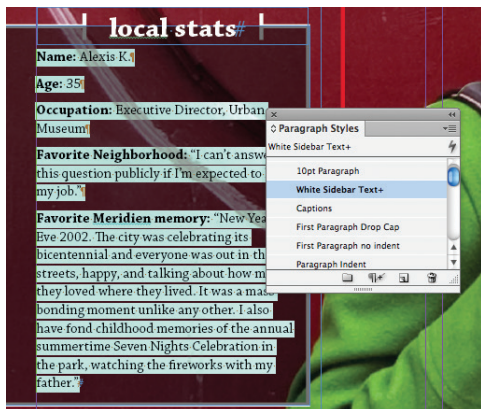 local stats#
Name: Alexis K.¶
Age: 35¶
Occupation: Executive Director, Urban
Museum¶
Favorite Neighborhood: “I can’t answ
this question publicly if I’m expected to
my job.”¶
Favorite Meridien memory: “New Yea
Eve 2002. The city was celebrating its
bicentennial and everyone was out in th
streets, happy, and talking about how m
they loved where they lived. It was a mass
bonding moment unlike any other. I also
have fond childhood memories of the annual
summertime Seven Nights Celebration in
the park, watching the fireworks with my
father.”#
Paragraph Styles
White Sidebar Text+
10pt Paragraph
White Sidebar Text+
Captions
First Paragraph Drop Cap
First Paragraph no indent
Paragraph Indent